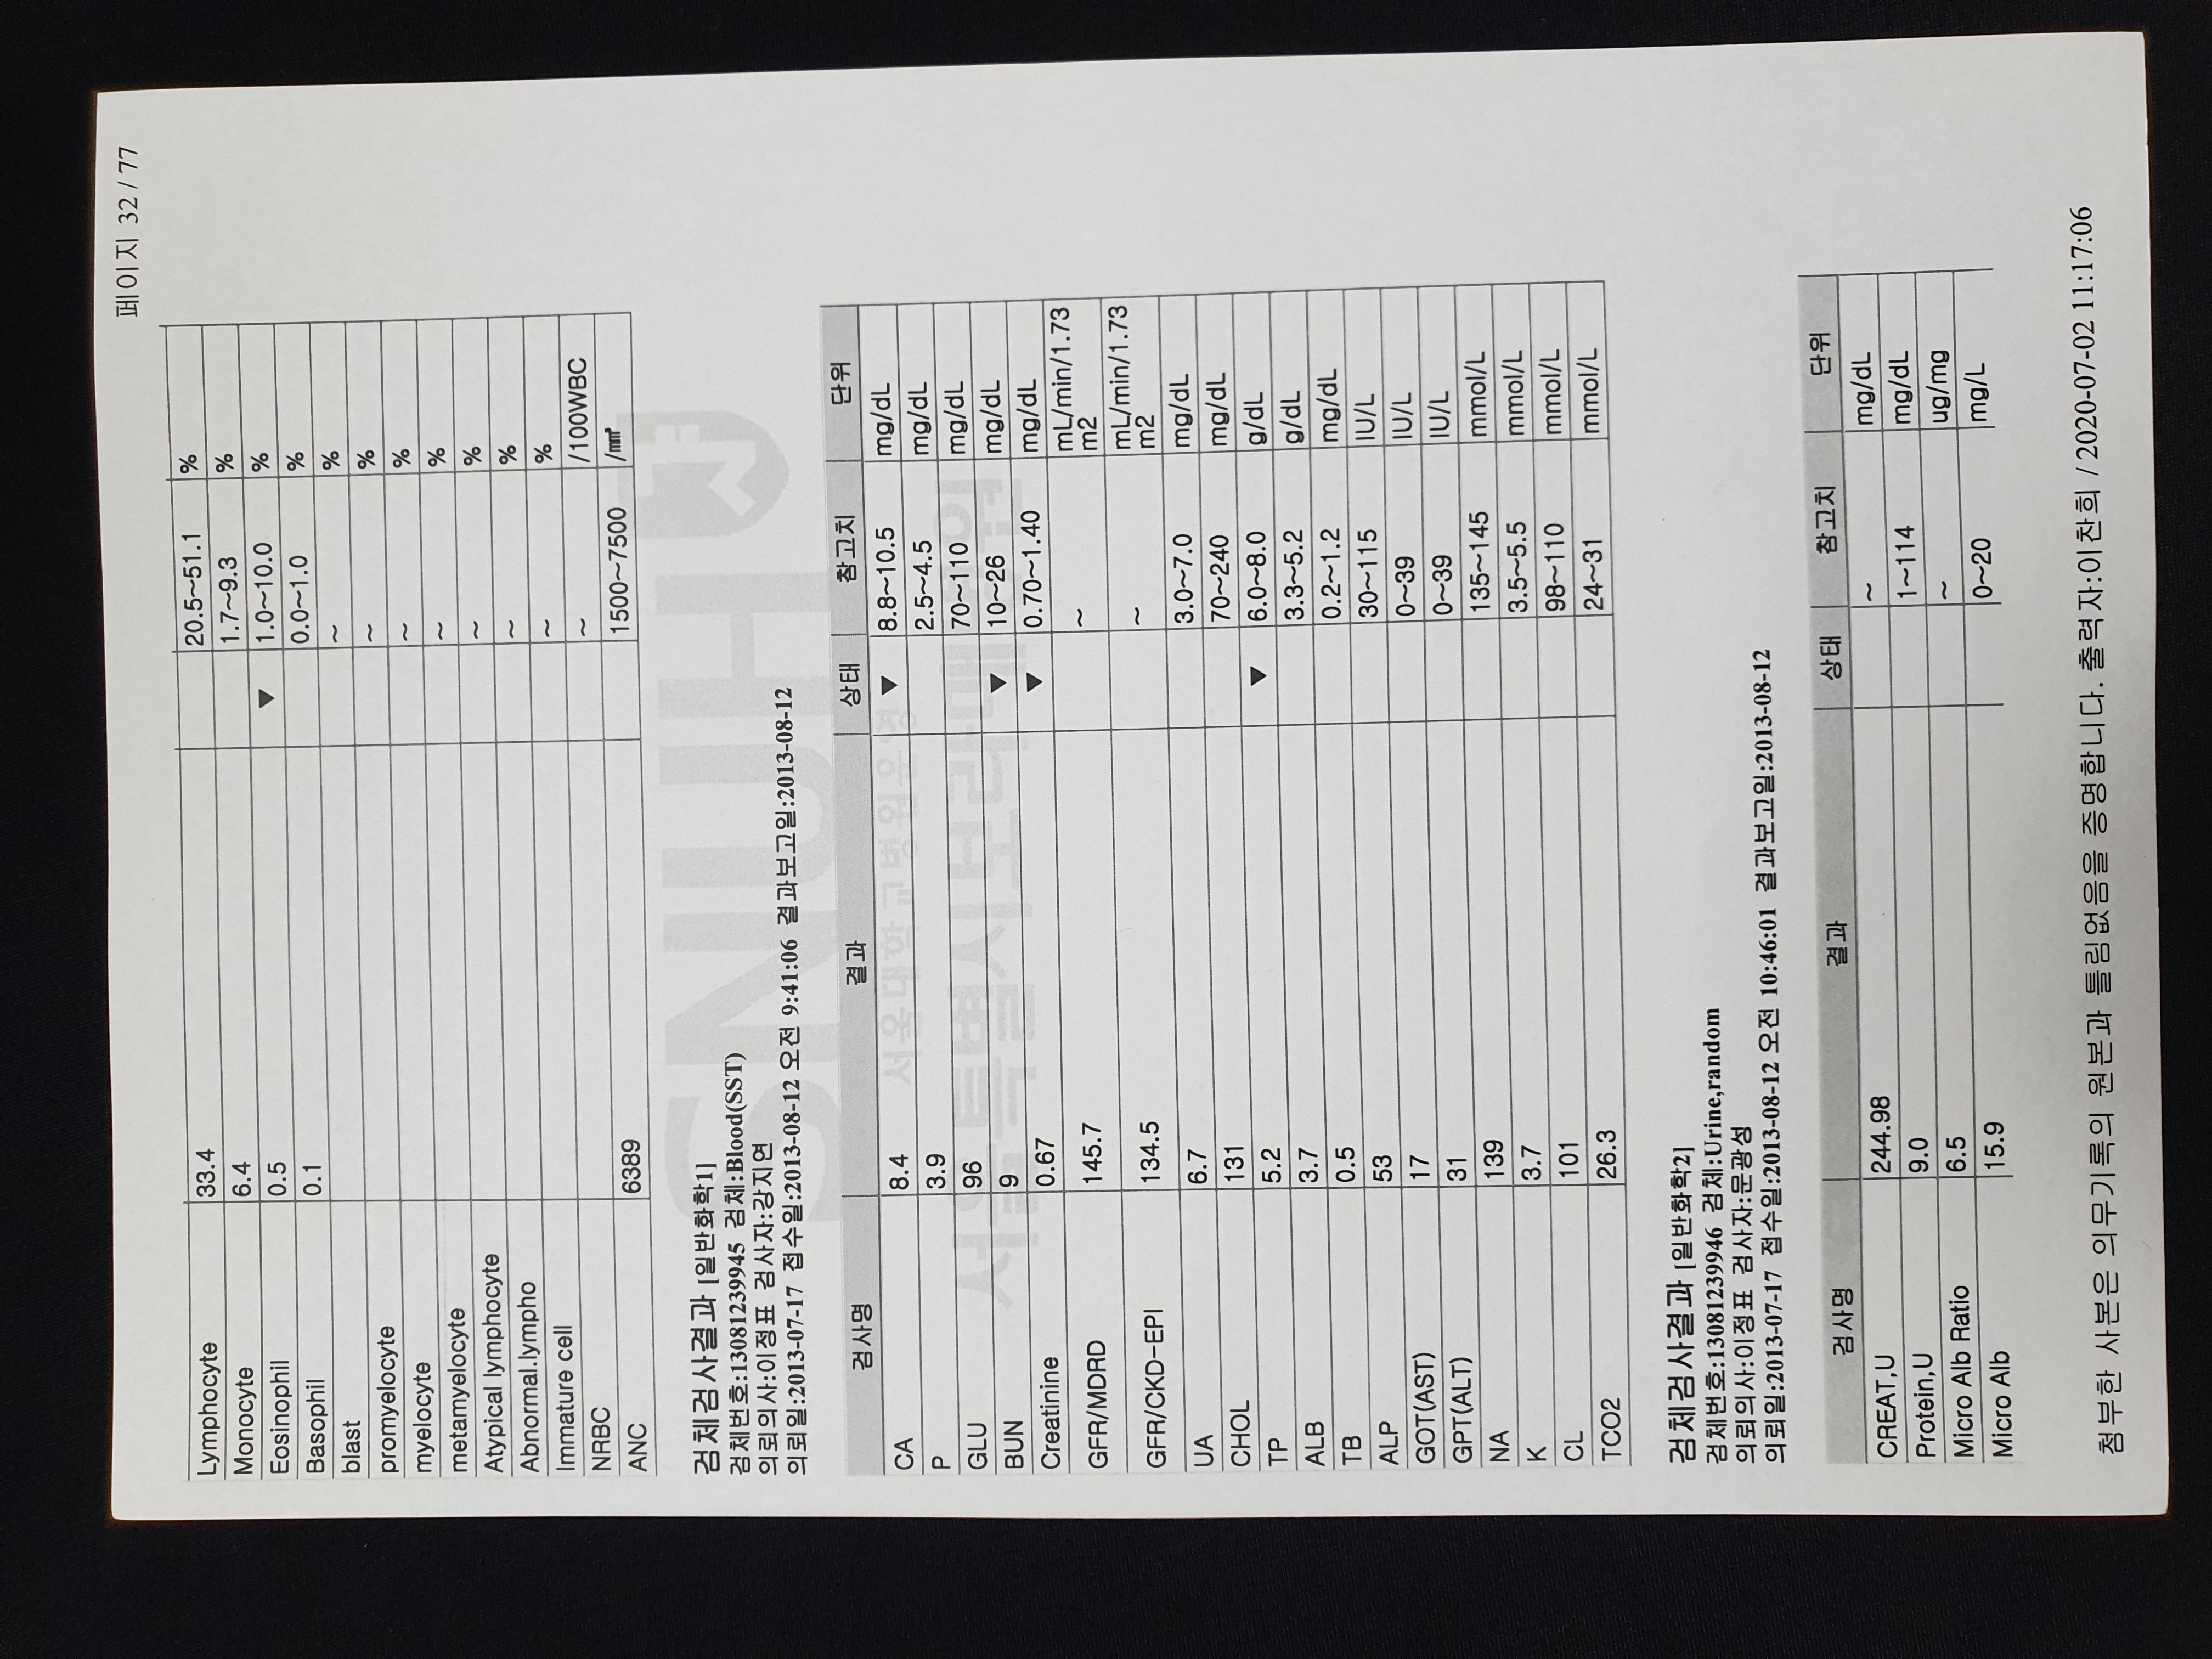 페이지 32 / 77
Lymphocyte 33.4 20.5~51.1 %
Monocyte 6.4 1.7~9.3 %
Eosinophil 0.5 ▼ 1.0~10.0 %
Basophil 0.1 0.0~1.0 %
blast ~ %
promyelocyte ~ %
myelocyte ~ %
metamyelocyte ~ %
Atypical lymphocyte ~ %
Abnormal.lympho ~ %
Immature cell ~ %
NRBC ~ /100WBC
ANC 6389 1500~7500 /㎣
SNUH
서울대학교병원운영
서울특별시보라매병원
검체검사결과 [일반화학1]
검체번호:13081239945 검체:Blood(SST)
의뢰의사:이정표 검사자:강지연
의뢰일:2013-07-17 접수일:2013-08-12 오전 9:41:06 결과보고일:2013-08-12
검사명 결과 상태 참고치 단위
CA 8.4 ▼ 8.8~10.5 mg/dL
P 3.9 2.5~4.5 mg/dL
GLU 96 70~110 mg/dL
BUN 9 ▼ 10~26 mg/dL
Creatinine 0.67 ▼ 0.70~1.40 mg/dL
GFR/MDRD 145.7 ~ mL/min/1.73
m2
GFR/CKD-EPI 134.5 ~ mL/min/1.73
m2
UA 6.7 3.0~7.0 mg/dL
CHOL 131 70~240 mg/dL
TP 5.2 ▼ 6.0~8.0 g/dL
ALB 3.7 3.3~5.2 g/dL
TB 0.5 0.2~1.2 mg/dL
ALP 53 30~115 IU/L
GOT(AST) 17 0~39 IU/L
GPT(ALT) 31 0~39 IU/L
NA 139 135~145 mmol/L
K 3.7 3.5~5.5 mmol/L
CL 101 98~110 mmol/L
TCO2 26.3 24~31 mmol/L
검체검사결과 [일반화학2]
검체번호:13081239946 검체:Urine,random
의뢰의사:이정표 검사자:문광성
의뢰일:2013-07-17 접수일:2013-08-12 오전 10:46:01 결과보고일:2013-08-12
검사명 결과 상태 참고치 단위
CREAT,U 244.98 ~ mg/dL
Protein,U 9.0 1~114 mg/dL
Micro Alb Ratio 6.5 ~ ug/mg
Micro Alb 15.9 0~20 mg/L
첨부한 사본은 의무기록의 원본과 틀림없음을 증명합니다. 출력자:이찬희 / 2020-07-02 11:17:06